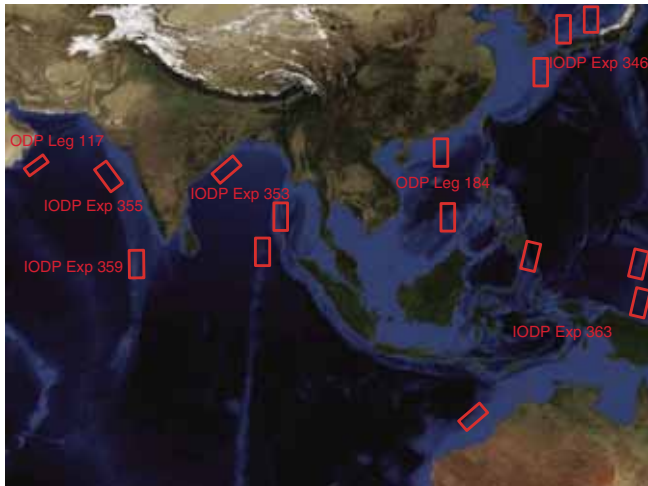 IODP Exp 346
ODP Leg 117
ODP Leg 184
IODP Exp 353
IODP Exp 355
IODP Exp 359
IODP Exp 363